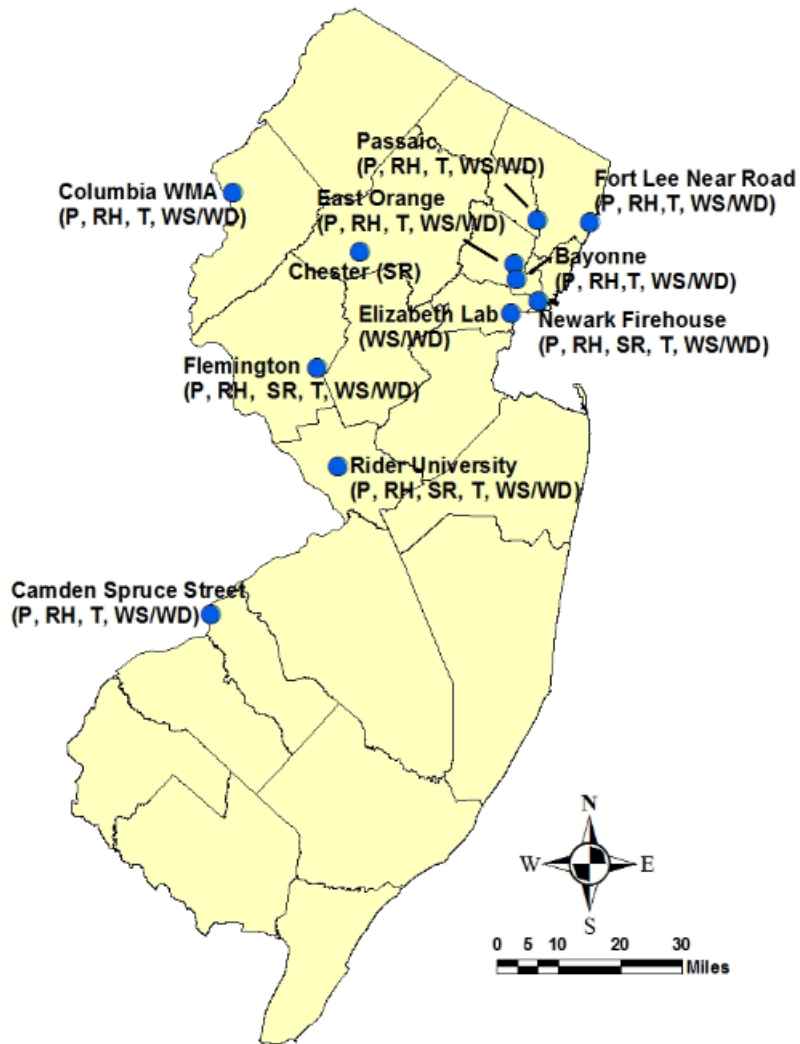 Passaic
(P, RH, T, WS/WD)
Fort Lee Near Road
(P, RH,T, WS/WD)
Columbia WMA
(P, RH, T, WS/WD)
East Orange
(P, RH, T, WS/WD)
Chester (SR)
Bayonne
(P, RH,T, WS/WD)
Elizabeth Lab
(WS/WD)
Newark Firehouse
(P, RH, SR, T, WS/WD)
Flemington
(P, RH, SR, T, WS/WD)
Rider University
(P, RH, SR, T, WS/WD)
Camden Spruce Street
(P, RH, T, WS/WD)
N
W E
S
0 5 10 20 30
Miles